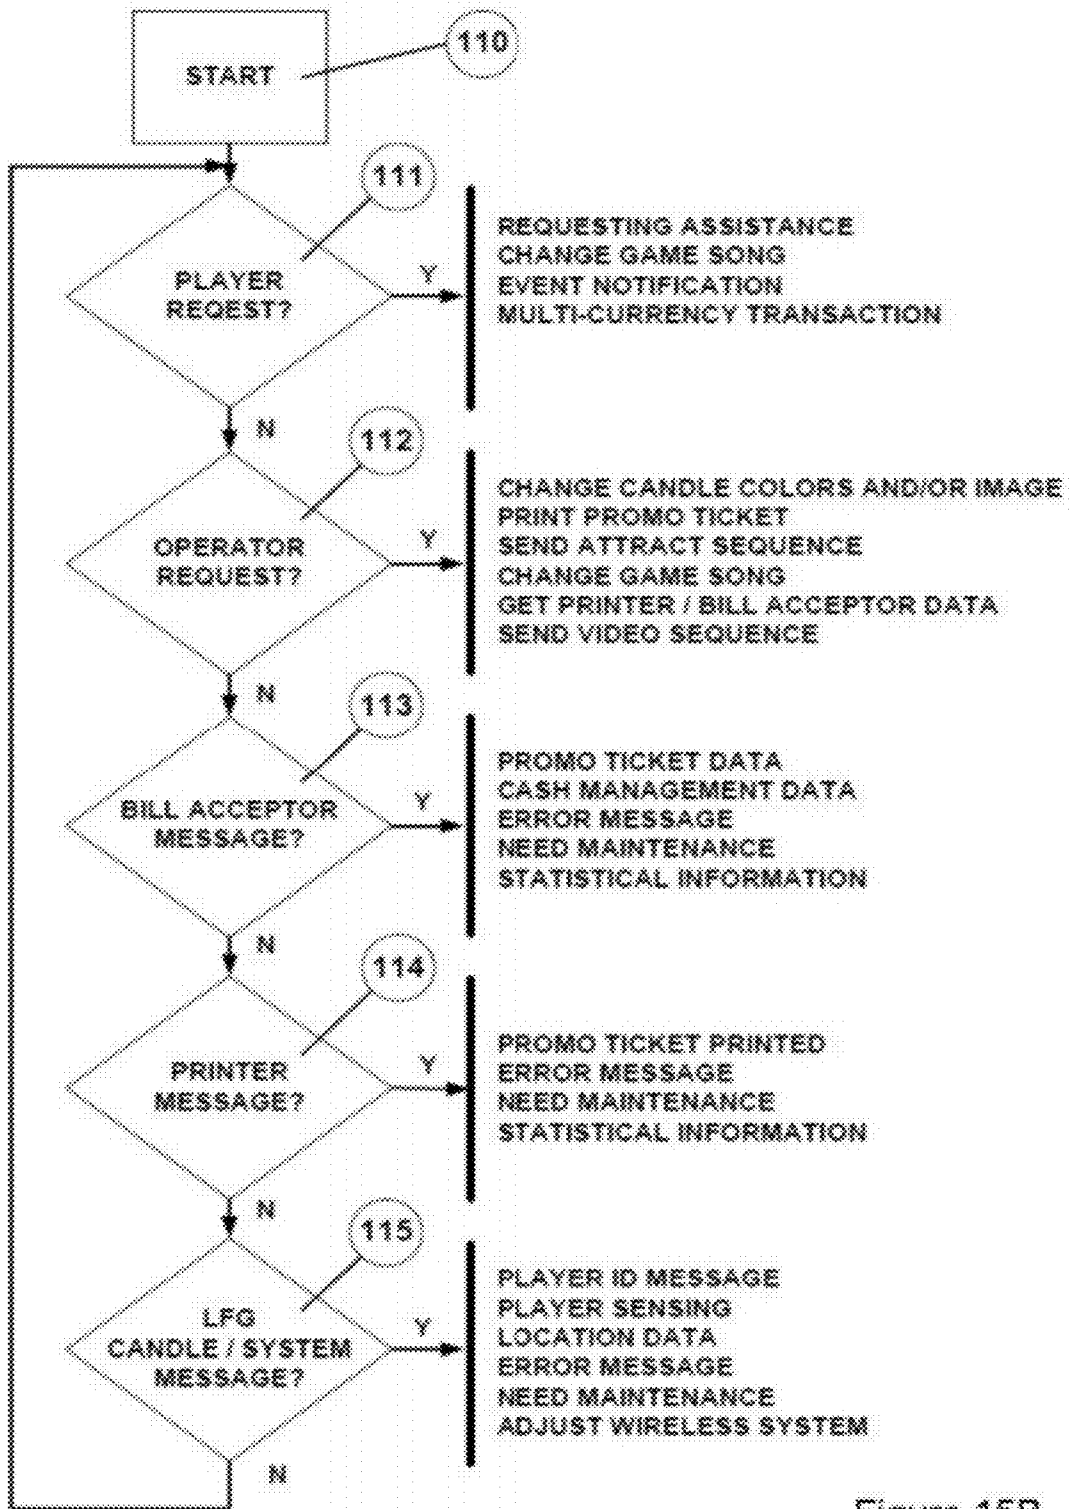 110
START
111
PLAYER
REQEST?
Y
REQUESTING ASSISTANCE
CHANGE GAME SONG
EVENT NOTIFICATION
MULTI-CURRENCY TRANSACTION
N
112
OPERATOR
REQUEST?
Y
CHANGE CANDLE COLORS AND/OR IMAGE
PRINT PROMO TICKET
SEND ATTRACT SEQUENCE
CHANGE GAME SONG
GET PRINTER / BILL ACCEPTOR DATA
SEND VIDEO SEQUENCE
N
113
BILL ACCEPTOR
MESSAGE?
Y
PROMO TICKET DATA
CASH MANAGEMENT DATA
ERROR MESSAGE
NEED MAINTENANCE
STATISTICAL INFORMATION
N
114
PRINTER
MESSAGE?
Y
PROMO TICKET PRINTED
ERROR MESSAGE
NEED MAINTENANCE
STATISTICAL INFORMATION
N
115
LFG
CANDLE / SYSTEM
MESSAGE?
Y
PLAYER ID MESSAGE
PLAYER SENSING
LOCATION DATA
ERROR MESSAGE
NEED MAINTENANCE
ADJUST WIRELESS SYSTEM
N
Figure 15B